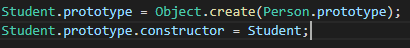 Student.prototype = Object.create(Person.prototype);
Student.prototype.constructor = Student;